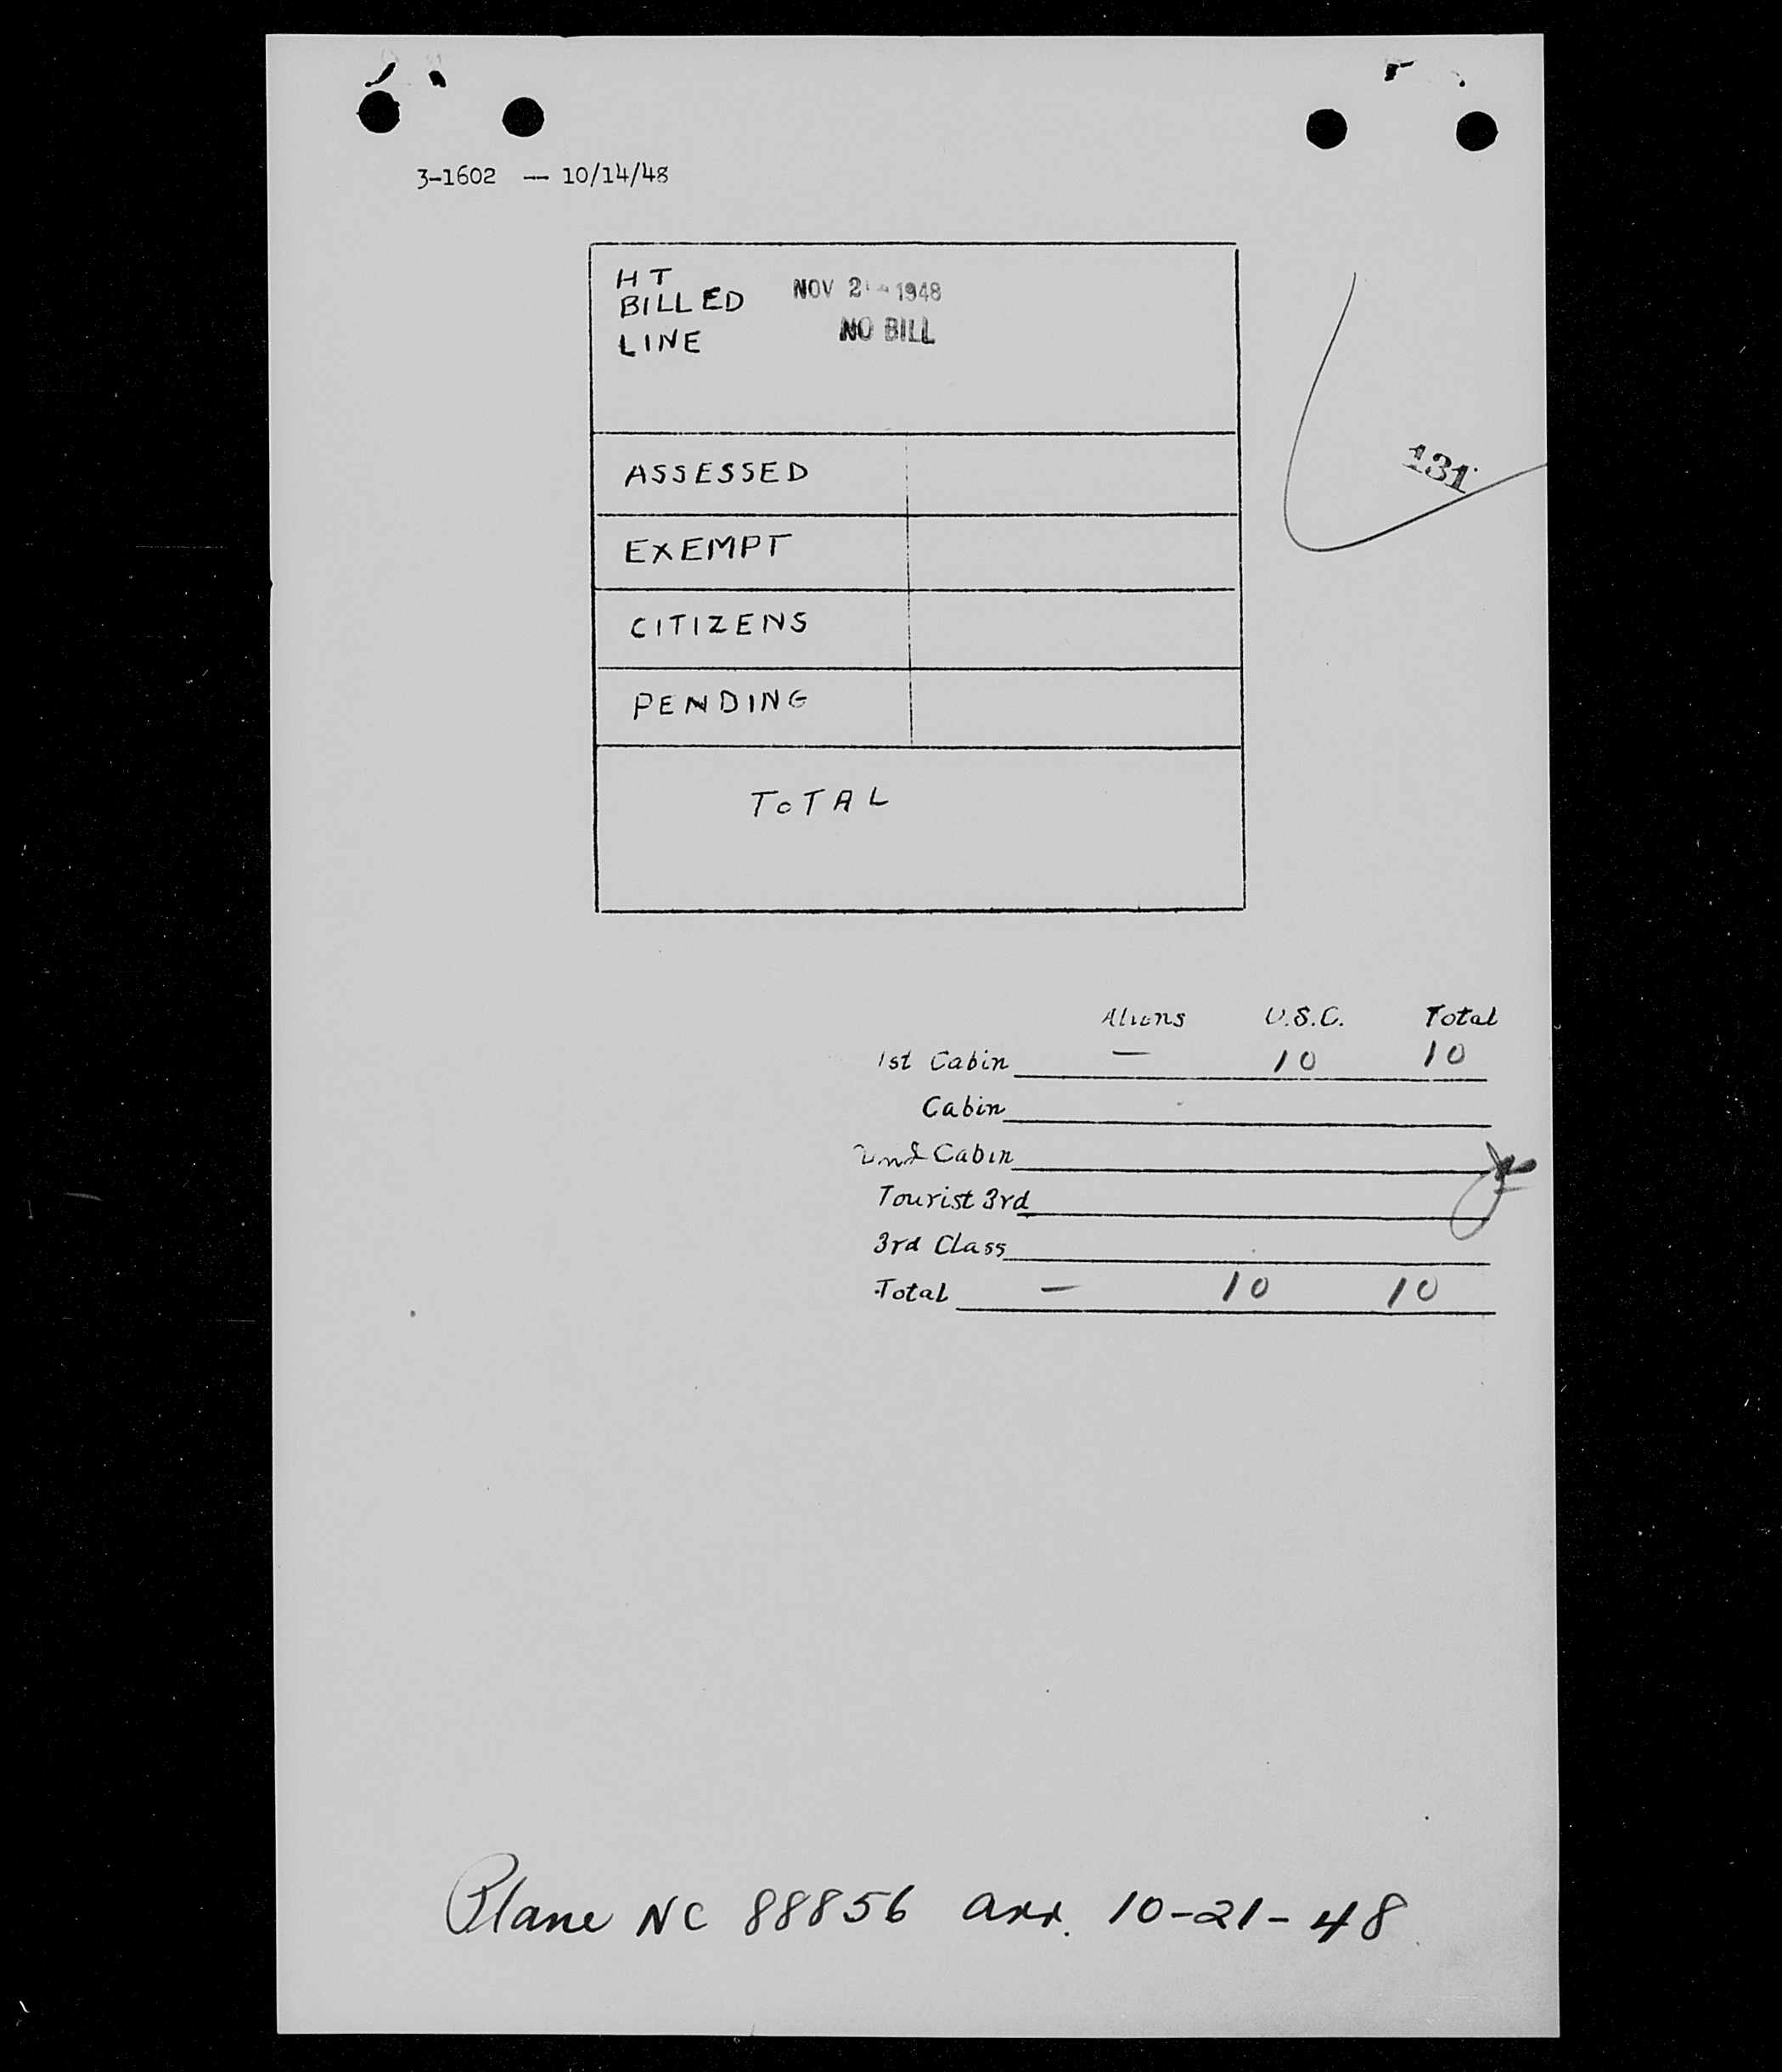 3-1602 — 10/14/48
HT
BILLED NOV 2 - 1948
LINE NO BILL
131
ASSESSED
EXEMPT
CITIZENS
PENDING
TOTAL
Aliens U.S.C. Total
1st Cabin — 10 10
Cabin
2nd Cabin
Tourist 3rd
3rd Class
Total — 10 10
Plane NC 88856 arr. 10-21-48